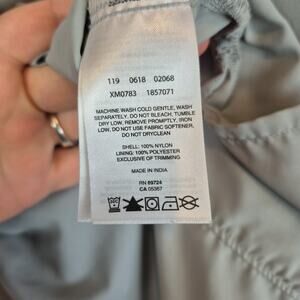 119 0618 02068
XM0783 1857071
MACHINE WASH COLD GENTLE, WASH
SEPARATELY, DO NOT BLEACH, TUMBLE
DRY LOW, REMOVE PROMPTLY, IRON
LOW, DO NOT USE FABRIC SOFTENER,
DO NOT DRYCLEAN
SHELL: 100% NYLON
LINING: 100% POLYESTER
EXCLUSIVE OF TRIMMING
MADE IN INDIA
RN 69724
CA 05367